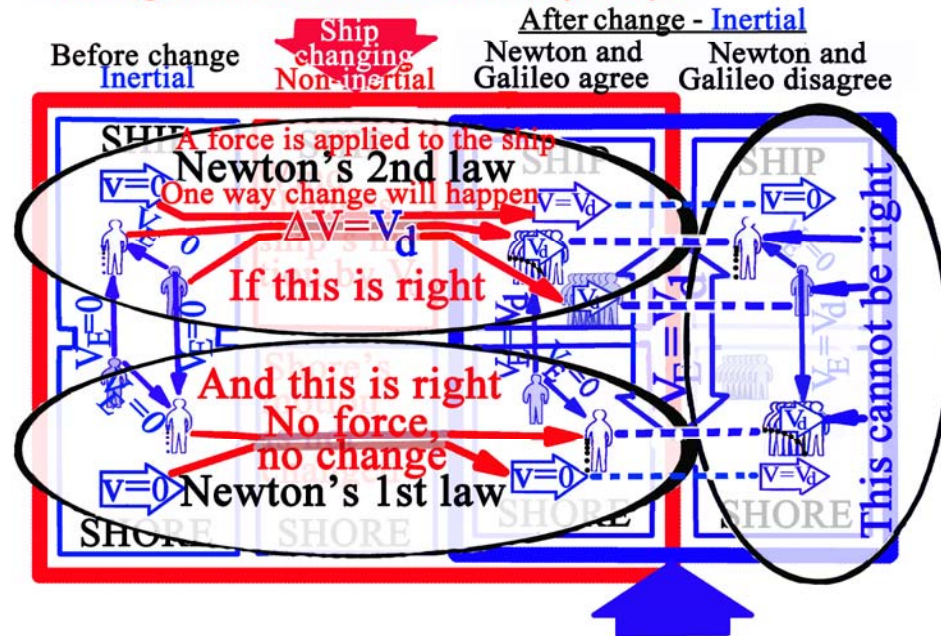 After change - Inertial
Ship
changing
Before change
Inertial
Non-inertial
Newton and
Galileo agree
Newton and
Galileo disagree
SHIP
A force is applied to the ship
Newton's 2nd law
v=0
One way change will happen
ΔV=Vd
If this is right
SHIP
V=Vd
Vd
Vd
SHIP
v=0
VE=0
VE=0
VE=Vd
VE=0
VE=Vd
VE=Vd
And this is right
No force,
no change
v=0
Newton's 1st law
v=0
Vd
V=Vd
SHORE
SHORE
SHORE
SHORE
This cannot be right